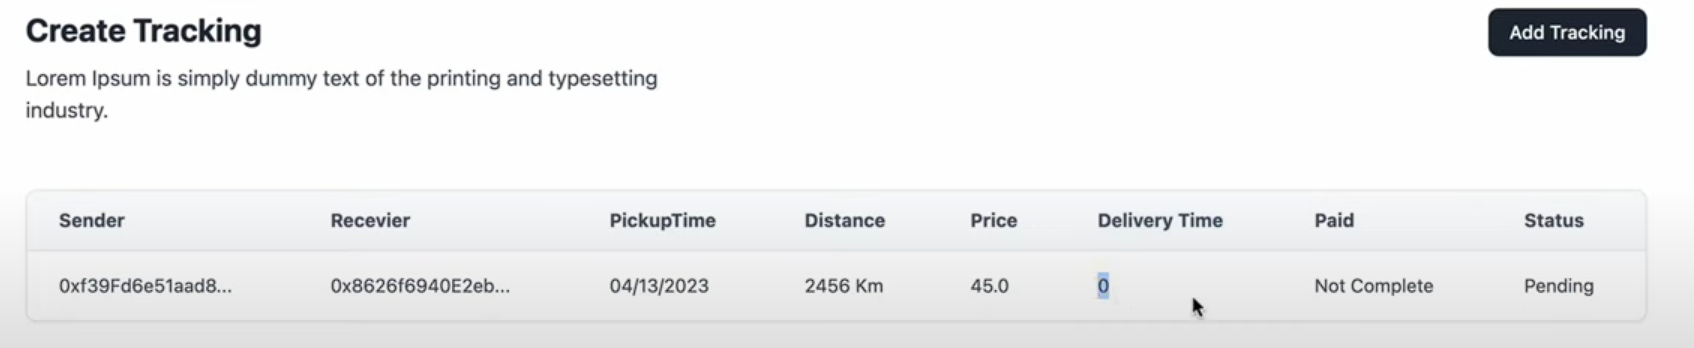 Create Tracking
Add Tracking
Lorem Ipsum is simply dummy text of the printing and typesetting
industry.
Sender Recevier PickupTime Distance Price Delivery Time Paid Status
0xf39Fd6e51aad8... 0x8626f6940E2eb... 04/13/2023 2456 Km 45.0 0 Not Complete Pending